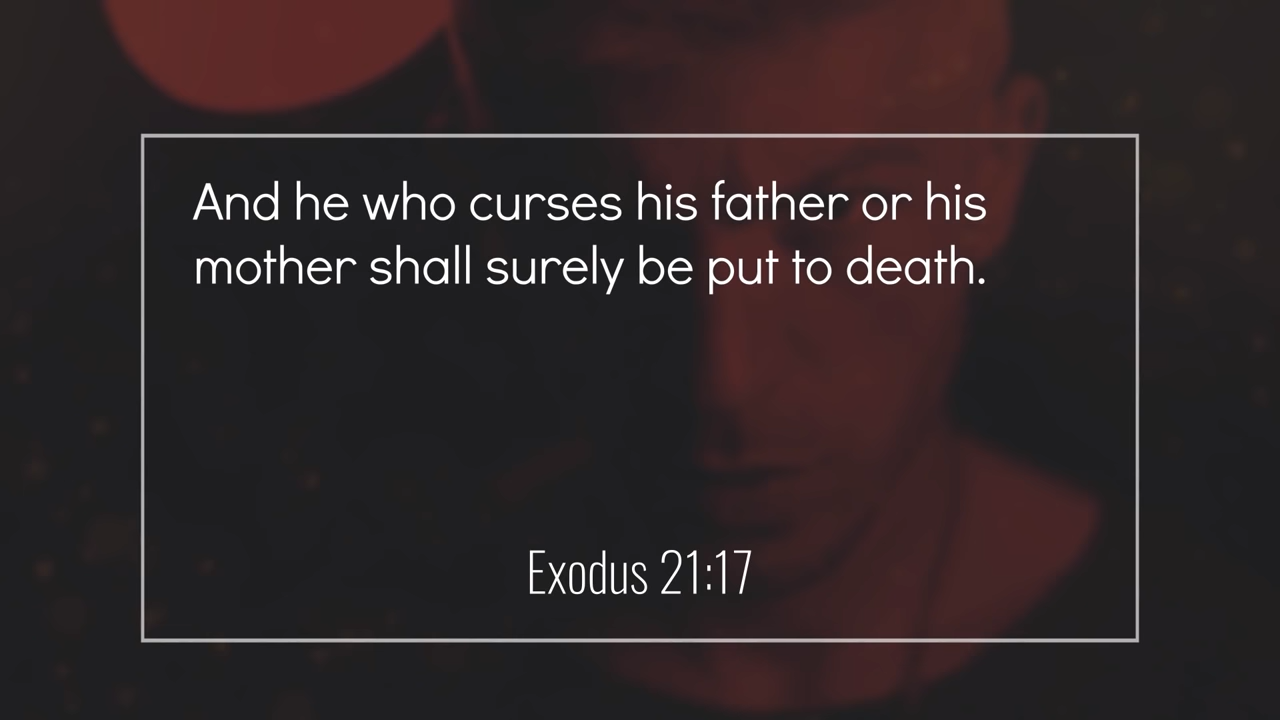 And he who curses his father or his
mother shall surely be put to death.
Exodus 21:17